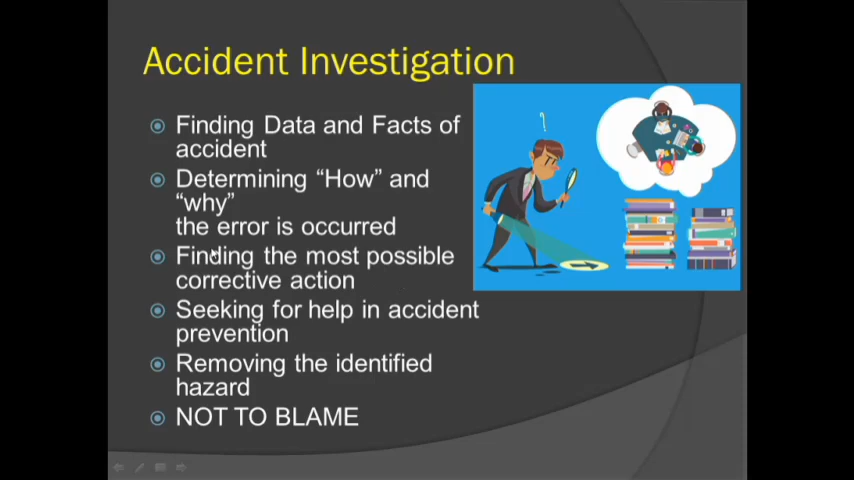 Accident Investigation
Finding Data and Facts of
accident
Determining “How” and
“why”
the error is occurred
Finding the most possible
corrective action
Seeking for help in accident
prevention
Removing the identified
hazard
NOT TO BLAME